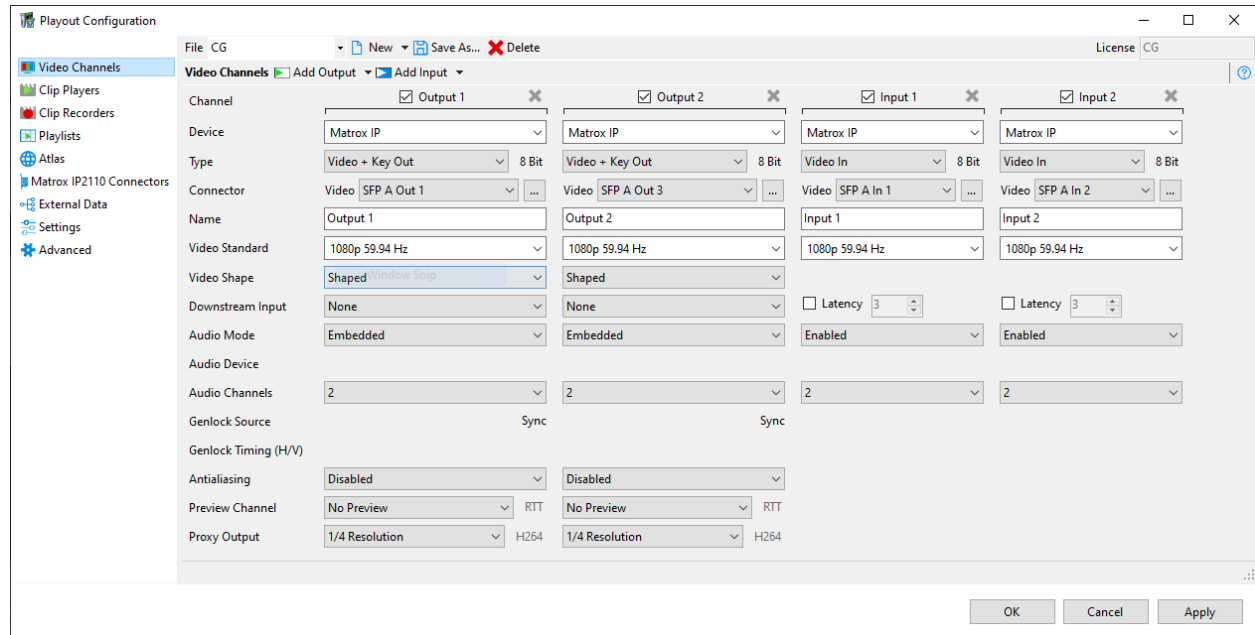 Playout Configuration
File CG New Save As... Delete License CG
Video Channels
Clip Players
Clip Recorders
Playlists
Atlas
Matrox IP2110 Connectors
External Data
Settings
Advanced
Video Channels Add Output Add Input
Channel Output 1 Output 2 Input 1 Input 2
Device Matrox IP Matrox IP Matrox IP Matrox IP
Type Video + Key Out 8 Bit Video + Key Out 8 Bit Video In 8 Bit Video In 8 Bit
Connector Video SFP A Out 1 ... Video SFP A Out 3 ... Video SFP A In 1 ... Video SFP A In 2 ...
Name Output 1 Output 2 Input 1 Input 2
Video Standard 1080p 59.94 Hz 1080p 59.94 Hz 1080p 59.94 Hz 1080p 59.94 Hz
Video Shape Shaped Window Snip Shaped
Downstream Input None None Latency 3 Latency 3
Audio Mode Embedded Embedded Enabled Enabled
Audio Device
Audio Channels 2 2 2 2
Genlock Source Sync Sync
Genlock Timing (H/V)
Antialiasing Disabled Disabled
Preview Channel No Preview RTT No Preview RTT
Proxy Output 1/4 Resolution H264 1/4 Resolution H264
OK Cancel Apply